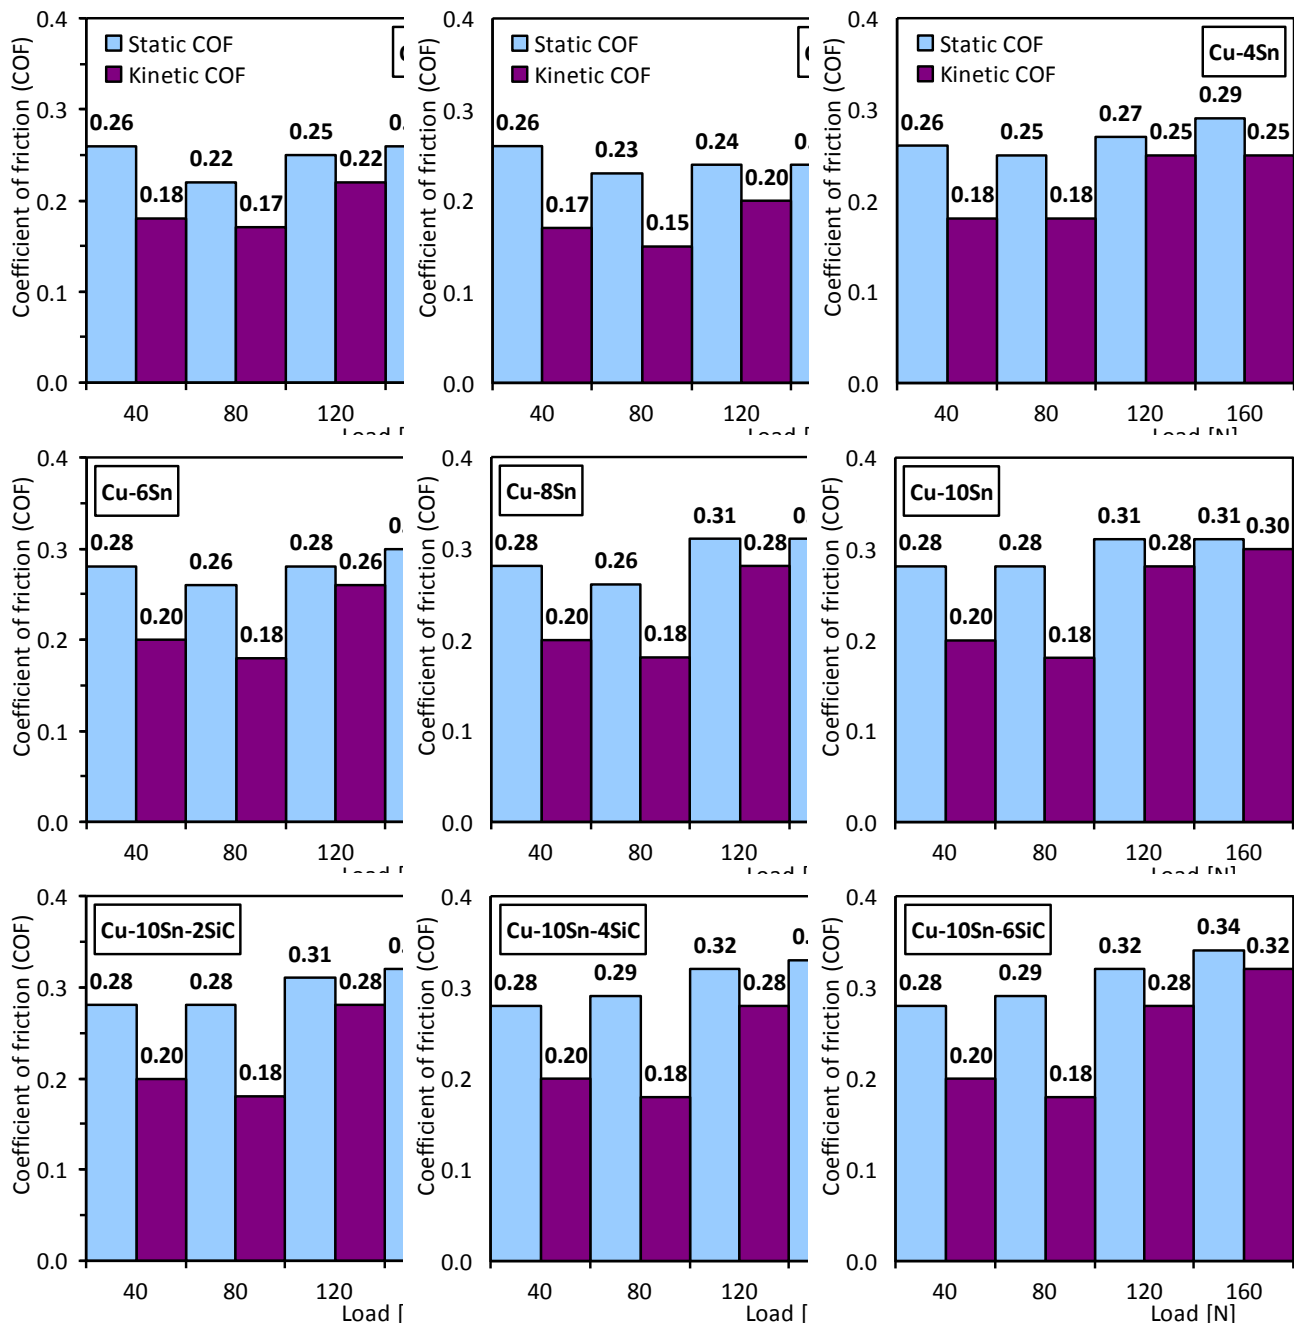 0.4 0.4 0.4
Static COF Static COF Static COF Cu-4Sn
Kinetic COF Kinetic COF Kinetic COF
Coefficient of friction (COF) Coefficient of friction (COF) Coefficient of friction (COF)
0.3 0.3 0.3
0.2 0.2 0.2
0.1 0.1 0.1
0.0 0.0 0.0
0.26 0.18 0.22 0.17 0.25 0.22
0.26 0.17 0.23 0.15 0.24 0.20
0.26 0.18 0.25 0.18 0.27 0.25 0.29 0.25
40 80 120 40 80 120 40 80 120 160
Load [ Load [ Load [N]
0.4 0.4 0.4
Cu-6Sn Cu-8Sn Cu-10Sn
Coefficient of friction (COF) Coefficient of friction (COF) Coefficient of friction (COF)
0.3 0.3 0.3
0.2 0.2 0.2
0.1 0.1 0.1
0.0 0.0 0.0
0.28 0.20 0.26 0.18 0.28 0.26
0.28 0.20 0.26 0.18 0.31 0.28
0.28 0.20 0.28 0.18 0.31 0.28 0.31 0.30
40 80 120 40 80 120 40 80 120 160
Load [ Load [ Load [N]
0.4 0.4 0.4
Cu-10Sn-2SiC Cu-10Sn-4SiC Cu-10Sn-6SiC
Coefficient of friction (COF) Coefficient of friction (COF) Coefficient of friction (COF)
0.3 0.3 0.3
0.2 0.2 0.2
0.1 0.1 0.1
0.0 0.0 0.0
0.28 0.20 0.28 0.18 0.31 0.28
0.28 0.20 0.29 0.18 0.32 0.28
0.28 0.20 0.29 0.18 0.32 0.28 0.34 0.32
40 80 120 40 80 120 40 80 120 160
Load [ Load [ Load [N]